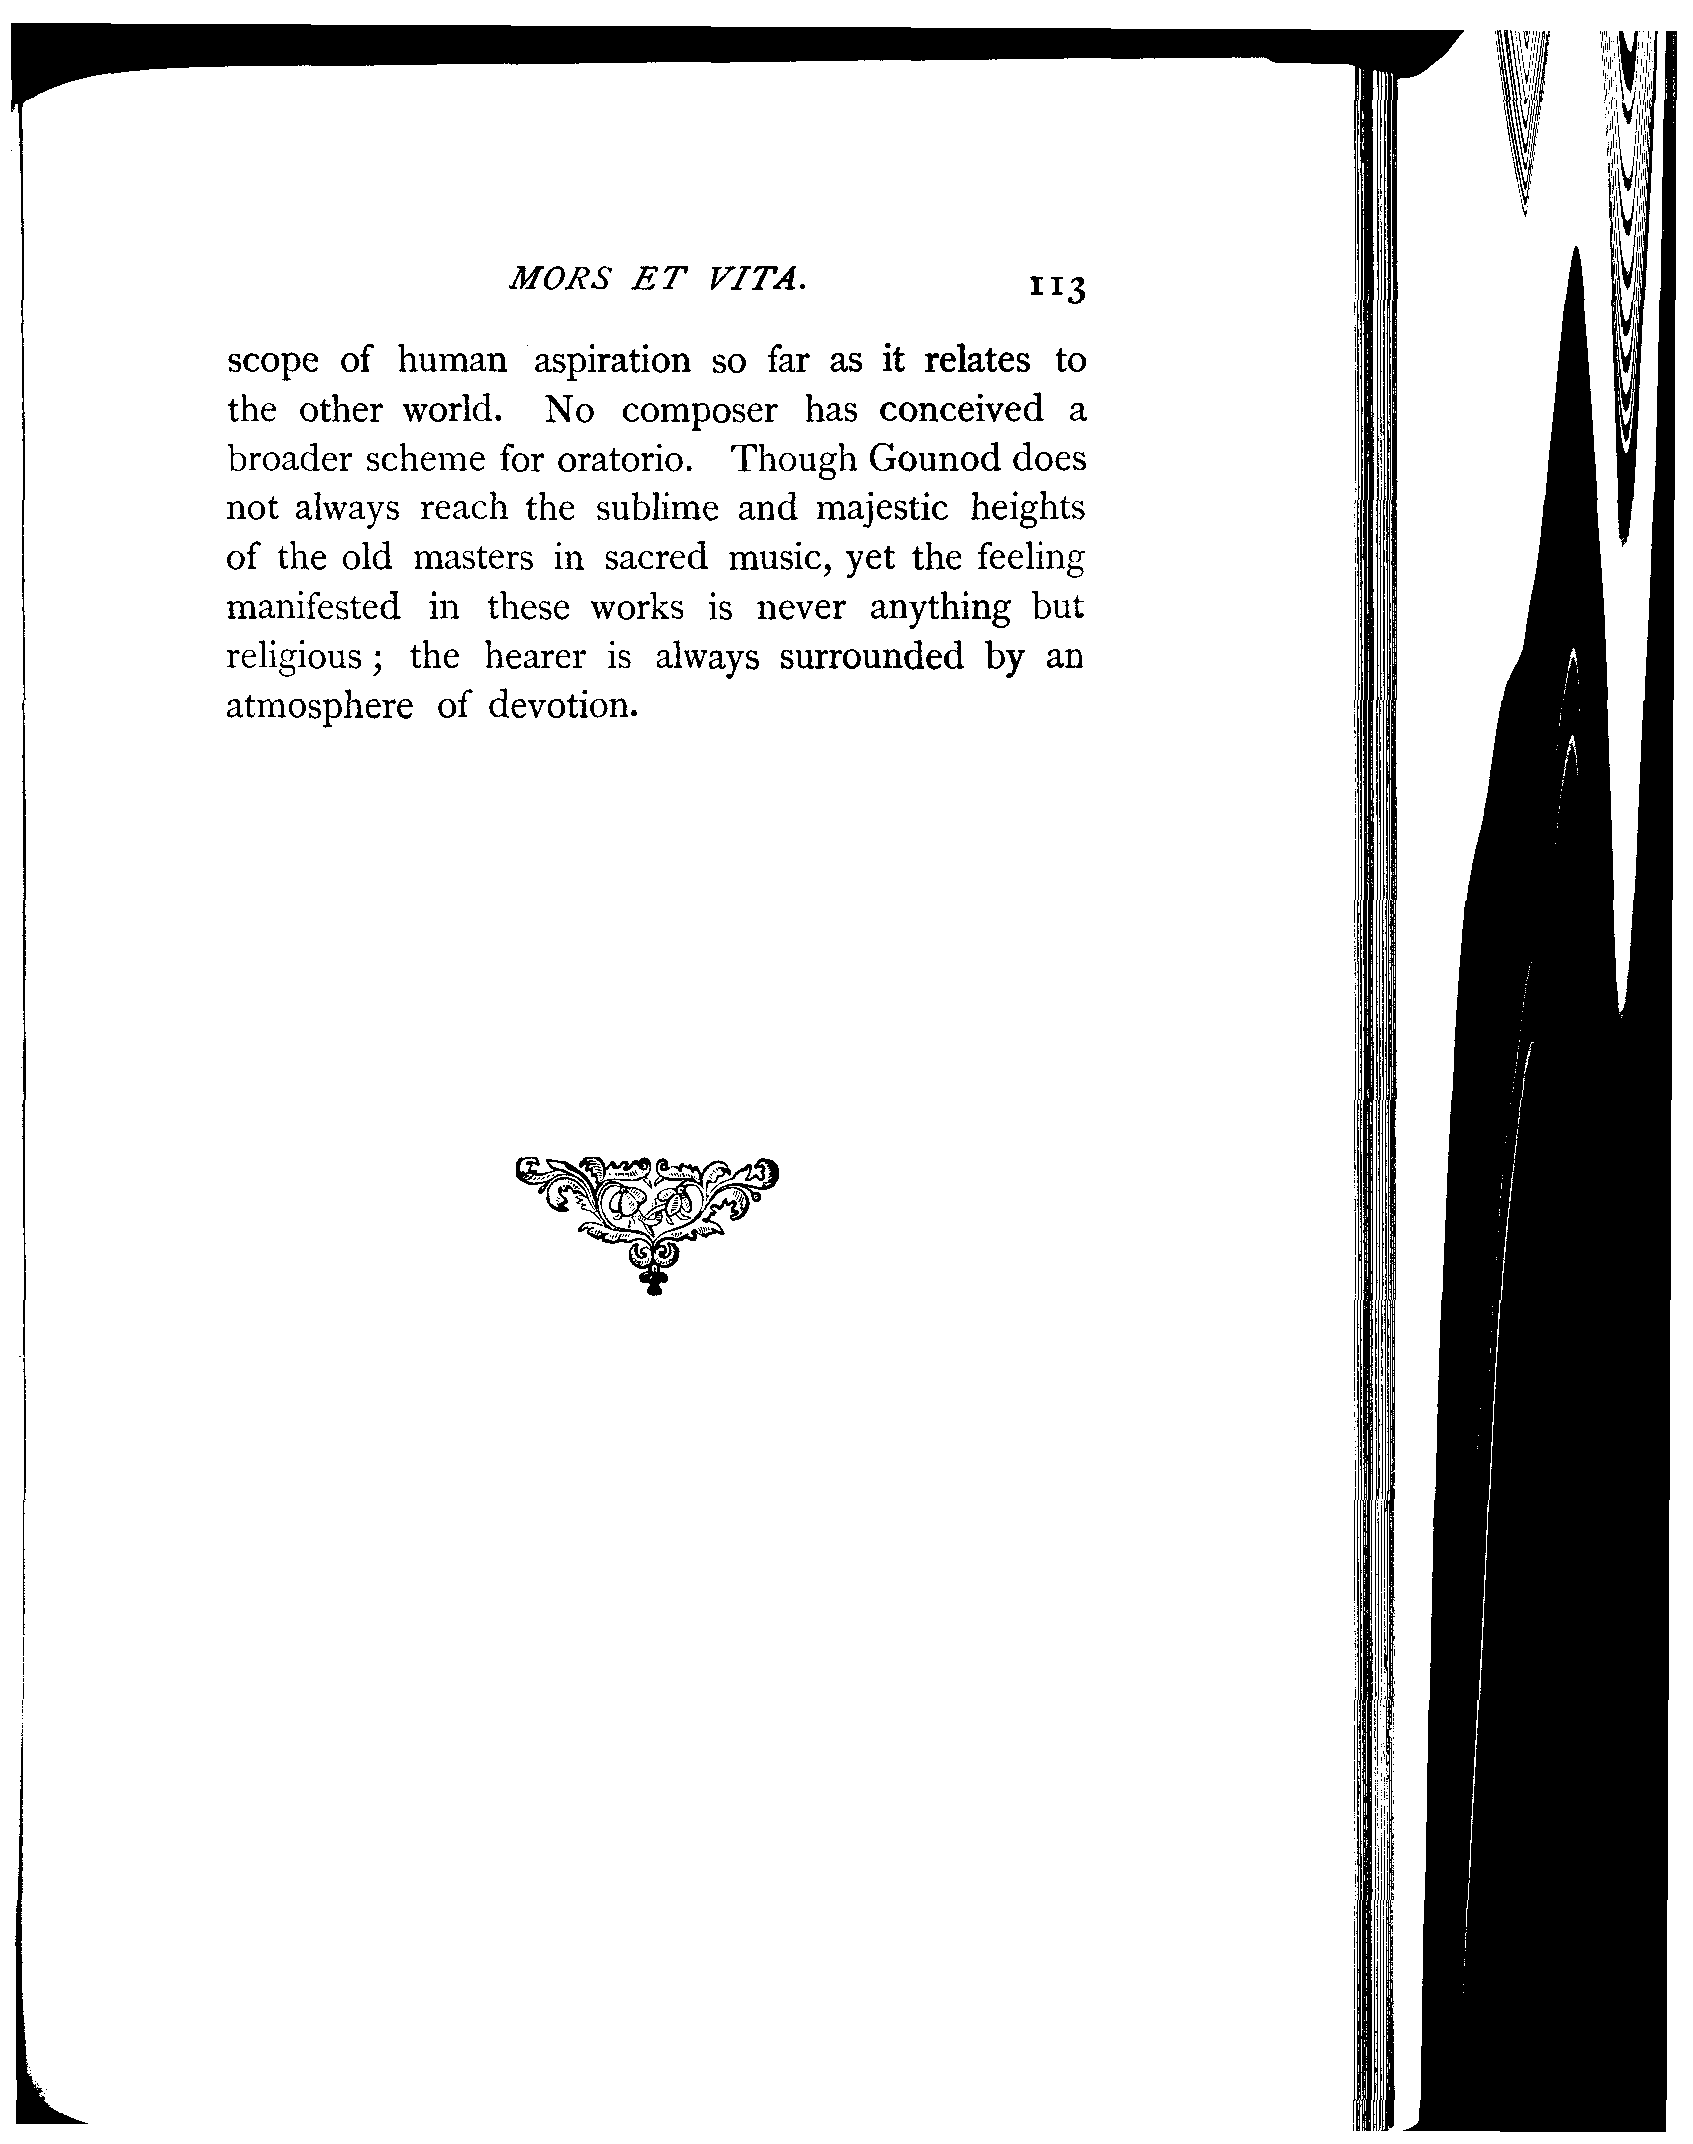 MORS ET VITA. 113
scope of human aspiration so far as it relates to
the other world. No composer has conceived a
broader scheme for oratorio. Though Gounod does
not always reach the sublime and majestic heights
of the old masters in sacred music, yet the feeling
manifested in these works is never anything but
religious ; the hearer is always surrounded by an
atmosphere of devotion.